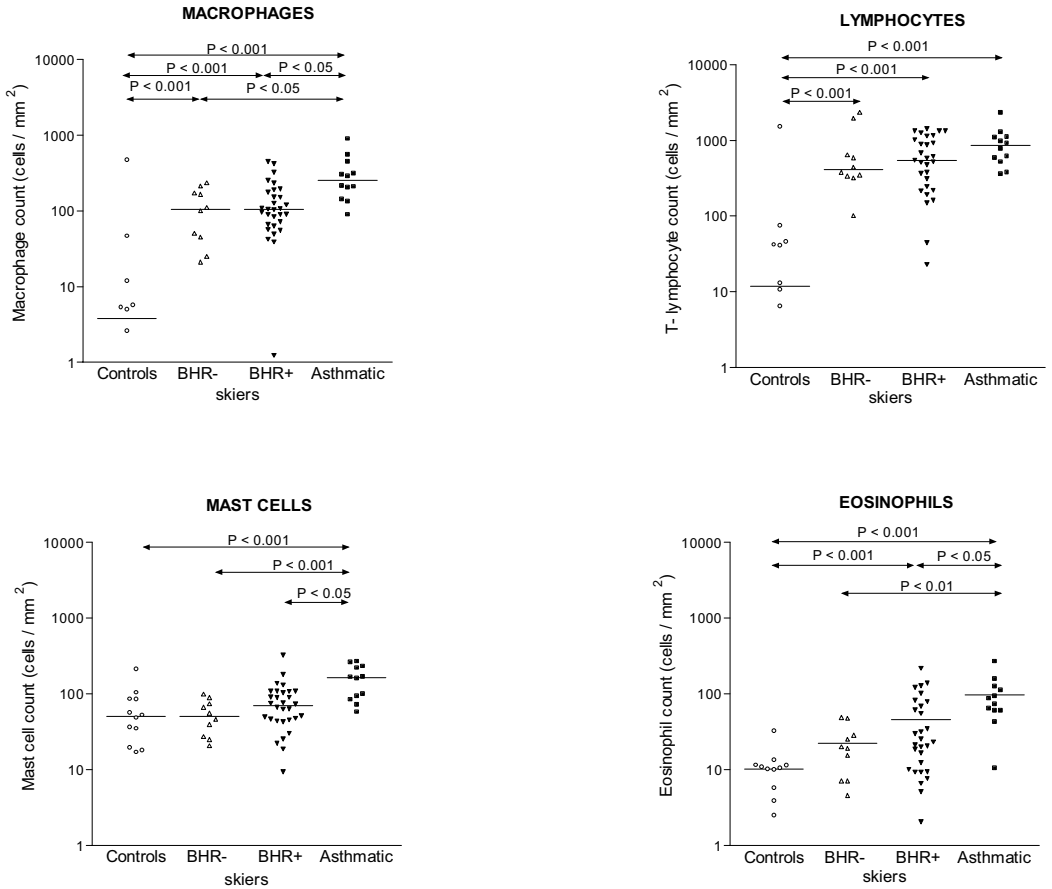 MACROPHAGES
P < 0.001
P < 0.001 P < 0.05
P < 0.001 P < 0.05
10000
1000
100
10
1
Macrophage count (cells / mm 2)
Controls BHR- BHR+ Asthmatic
skiers
LYMPHOCYTES
P < 0.001
P < 0.001
P < 0.001
10000
1000
100
10
1
T- lymphocyte count (cells / mm 2)
Controls BHR- BHR+ Asthmatic
skiers
MAST CELLS
P < 0.001
P < 0.001
P < 0.05
10000
1000
100
10
1
Mast cell count (cells / mm 2)
Controls BHR- BHR+ Asthmatic
skiers
EOSINOPHILS
P < 0.001
P < 0.001 P < 0.05
P < 0.01
10000
1000
100
10
1
Eosinophil count (cells / mm 2)
Controls BHR- BHR+ Asthmatic
skiers